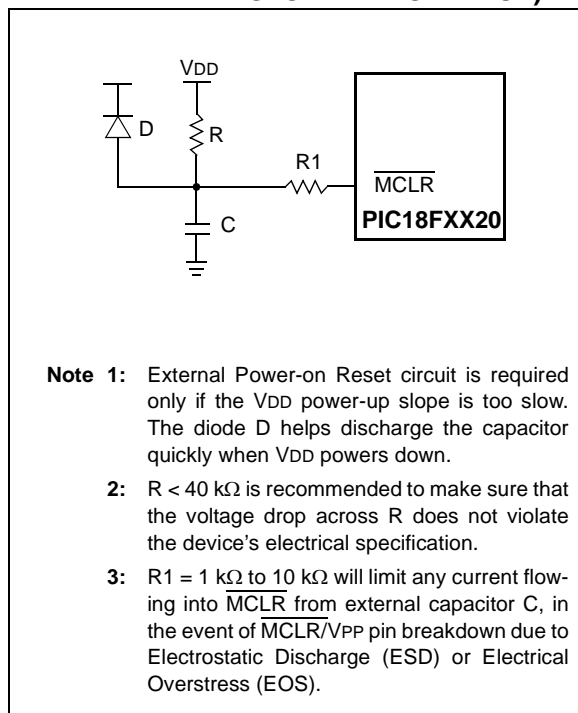 VDD
D
R
R1
MCLR
C
PIC18FXX20
Note 1: External Power-on Reset circuit is required
only if the VDD power-up slope is too slow.
The diode D helps discharge the capacitor
quickly when VDD powers down.
2: R < 40 kΩ is recommended to make sure that
the voltage drop across R does not violate
the device's electrical specification.
3: R1 = 1 kΩ to 10 kΩ will limit any current flow-
ing into MCLR from external capacitor C, in
the event of MCLR/VPP pin breakdown due to
Electrostatic Discharge (ESD) or Electrical
Overstress (EOS).